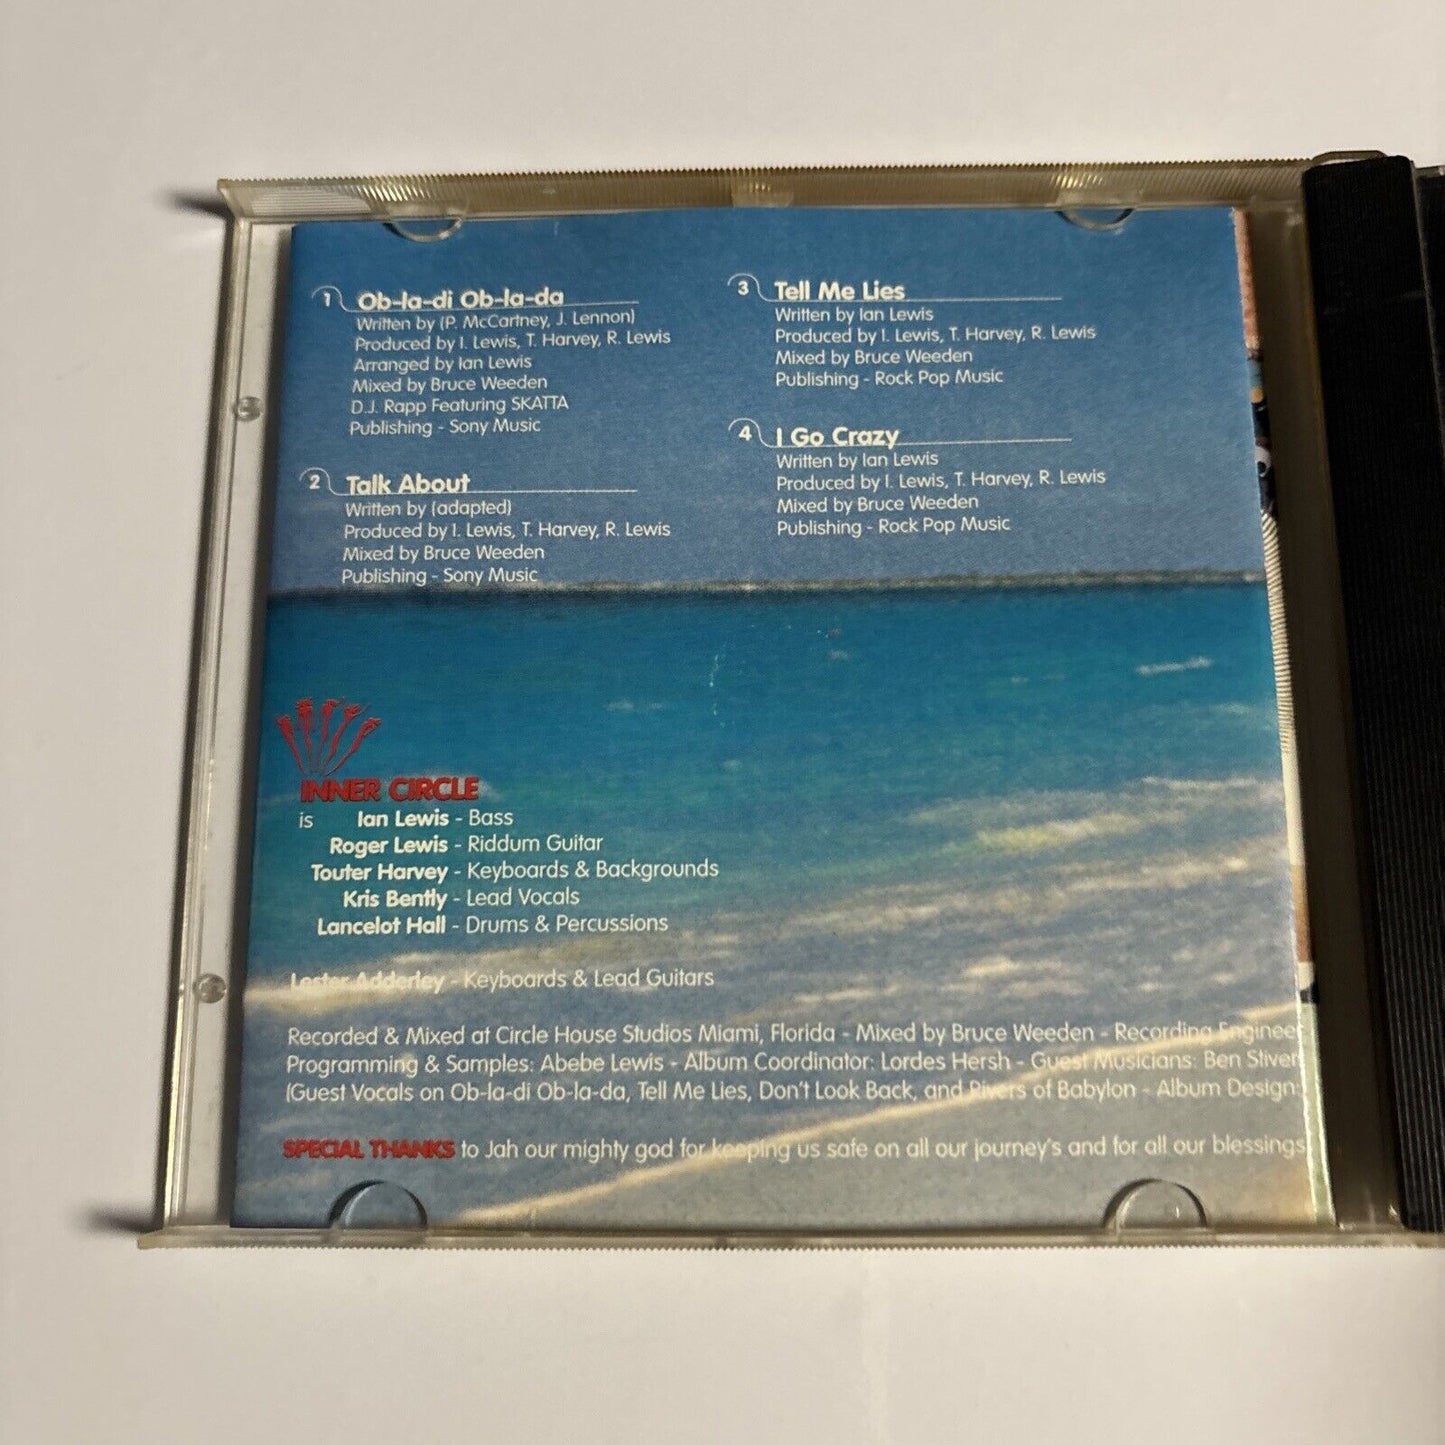 1 Ob-la-di Ob-la-da
Written by (P. McCartney, J. Lennon)
Produced by I. Lewis, T. Harvey, R. Lewis
Arranged by Ian Lewis
Mixed by Bruce Weeden
D.J. Rapp Featuring SKATTA
Publishing - Sony Music
2 Talk About
Written by (adapted)
Produced by I. Lewis, T. Harvey, R. Lewis
Mixed by Bruce Weeden
Publishing - Sony Music
3 Tell Me Lies
Written by Ian Lewis
Produced by I. Lewis, T. Harvey, R. Lewis
Mixed by Bruce Weeden
Publishing - Rock Pop Music
4 I Go Crazy
Written by Ian Lewis
Produced by I. Lewis, T. Harvey, R. Lewis
Mixed by Bruce Weeden
Publishing - Rock Pop Music
INNER CIRCLE
is Ian Lewis - Bass
Roger Lewis - Riddum Guitar
Touter Harvey - Keyboards & Backgrounds
Kris Bently - Lead Vocals
Lancelot Hall - Drums & Percussions
Lester Adderley - Keyboards & Lead Guitars
Recorded & Mixed at Circle House Studios Miami, Florida - Mixed by Bruce Weeden - Recording Engineer
Programming & Samples: Abebe Lewis - Album Coordinator: Lordes Hersh - Guest Musicians: Ben Stiver
(Guest Vocals on Ob-la-di Ob-la-da, Tell Me Lies, Don't Look Back, and Rivers of Babylon - Album Design:
SPECIAL THANKS to Jah our mighty god for keeping us safe on all our journey's and for all our blessings